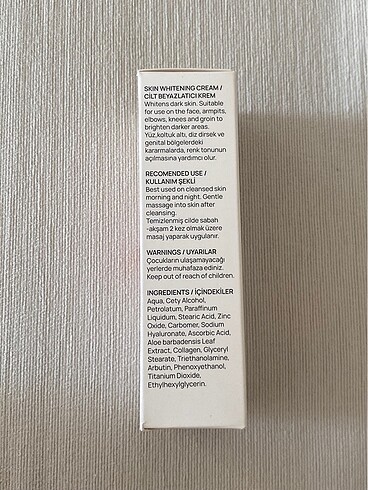 SKIN WHITENING CREAM /
CİLT BEYAZLATICI KREM
Whitens dark skin. Suitable
for use on the face, armpits,
elbows, knees and groin to
brighten darker areas.
Yüz,koltuk altı, diz dirsek ve
genital bölgelerdeki
kararmalarda, renk tonunun
açılmasına yardımcı olur.
RECOMENDED USE /
KULLANIM ŞEKLİ
Best used on cleansed skin
morning and night. Gentle
massage into skin after
cleansing.
Temizlenmiş cilde sabah
-akşam 2 kez olmak üzere
masaj yaparak uygulanır.
WARNINGS / UYARILAR
Çocukların ulaşamayacağı
yerlerde muhafaza ediniz.
Keep out of reach of children.
INGREDIENTS / İÇİNDEKİLER
Aqua, Cety Alcohol,
Petrolatum, Paraffinum
Liquidum, Stearic Acid, Zinc
Oxide, Carbomer, Sodium
Hyaluronate, Ascorbic Acid,
Aloe barbadensis Leaf
Extract, Collagen, Glyceryl
Stearate, Triethanolamine,
Arbutin, Phenoxyethanol,
Titanium Dioxide,
Ethylhexylglycerin.